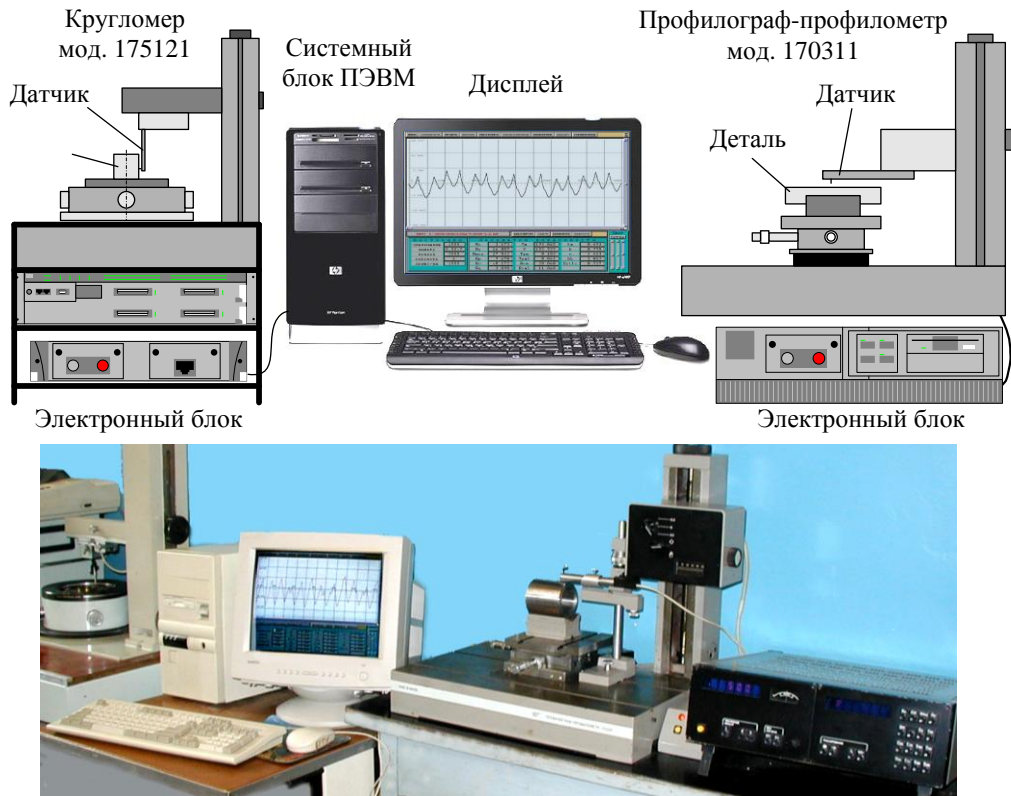 Кругломер
мод. 175121
Датчик
Системный
блок ПЭВМ
Дисплей
Профилограф-профилометр
мод. 170311
Датчик
Деталь
Электронный блок
Электронный блок